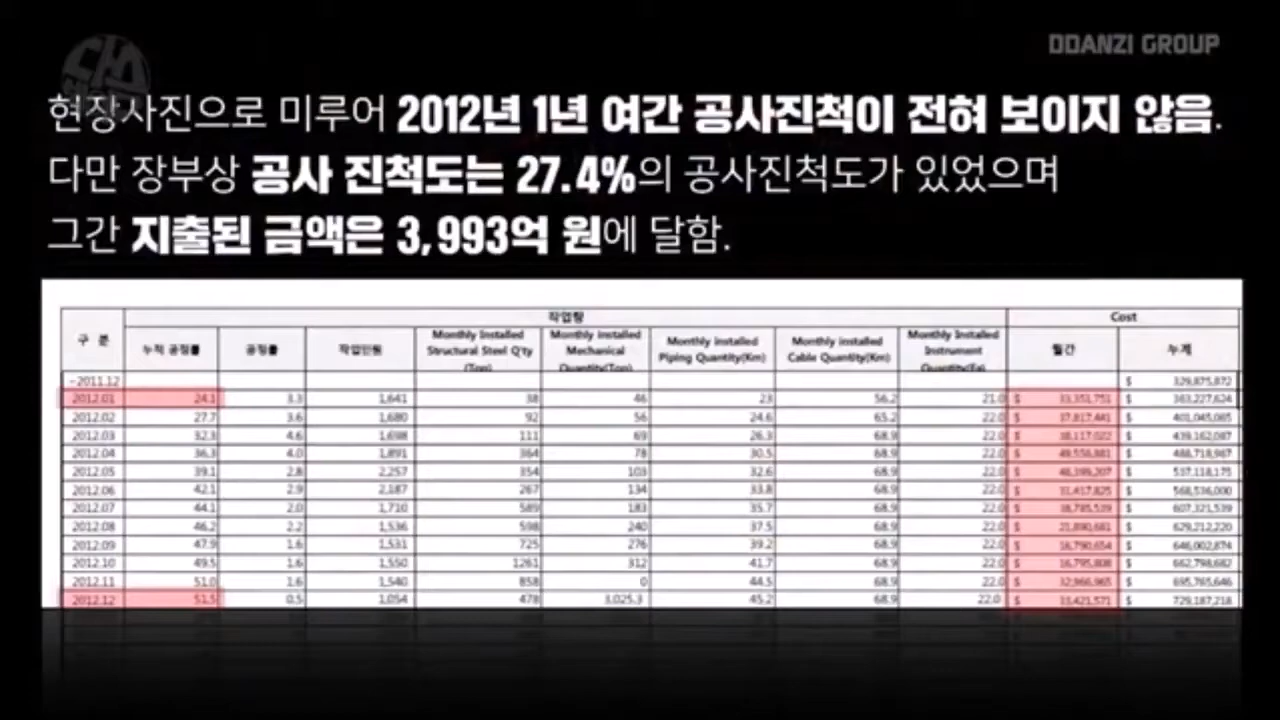 DDANZI GROUP
현장사진으로 미루어 2012년 1년 여간 공사진척이 전혀 보이지 않음.
다만 장부상 공사 진척도는 27.4%의 공사진척도가 있었으며
그간 지출된 금액은 3,993억 원에 달함.
구 분 작업량 Cost
누적 공정률 공정률 작업인원 Monthly Installed Structural Steel Q'ty (Ton) Monthly installed Mechanical Quantity(Ton) Monthly installed Piping Quantity(Km) Monthly installed Cable Quantity(Km) Monthly Installed Instrument Quantity(Ea) 월간 누계
~2011.12 $ 329,875,872
2012.01 24.1 3.3 1,641 38 46 23 56.2 21.0 $ 33,351,751 $ 363,227,624
2012.02 27.7 3.6 1,680 92 56 24.6 65.2 22.0 $ 37,817,441 $ 401,045,065
2012.03 32.3 4.6 1,698 111 69 26.3 68.9 22.0 $ 38,117,022 $ 439,162,087
2012.04 36.3 4.0 1,891 364 78 30.5 68.9 22.0 $ 49,556,881 $ 488,718,967
2012.05 39.1 2.8 2,257 354 103 32.6 68.9 22.0 $ 48,399,207 $ 537,118,175
2012.06 42.1 2.9 2,187 267 134 33.8 68.9 22.0 $ 31,417,825 $ 568,536,000
2012.07 44.1 2.0 1,710 589 183 35.7 68.9 22.0 $ 38,785,539 $ 607,321,539
2012.08 46.2 2.2 1,536 598 240 37.5 68.9 22.0 $ 21,890,681 $ 629,212,220
2012.09 47.9 1.6 1,531 725 276 39.2 68.9 22.0 $ 16,790,654 $ 646,002,874
2012.10 49.5 1.6 1,550 1261 312 41.7 68.9 22.0 $ 16,795,808 $ 662,798,682
2012.11 51.0 1.6 1,540 858 0 44.5 68.9 22.0 $ 32,966,965 $ 695,765,646
2012.12 51.5 0.5 1,054 478 3,025.3 45.2 68.9 22.0 $ 33,421,571 $ 729,187,218